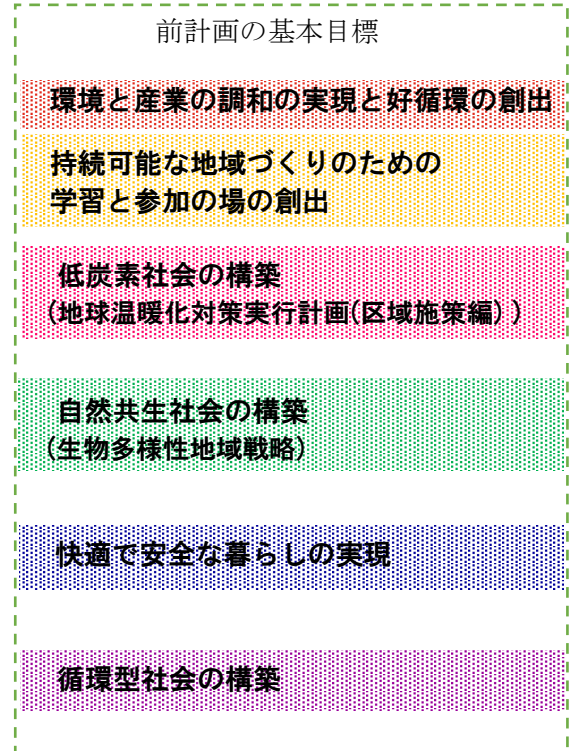 前計画の基本目標
環境と産業の調和の実現と好循環の創出
持続可能な地域づくりのための
学習と参加の場の創出
低炭素社会の構築
(地球温暖化対策実行計画(区域施策編))
自然共生社会の構築
(生物多様性地域戦略)
快適で安全な暮らしの実現
循環型社会の構築